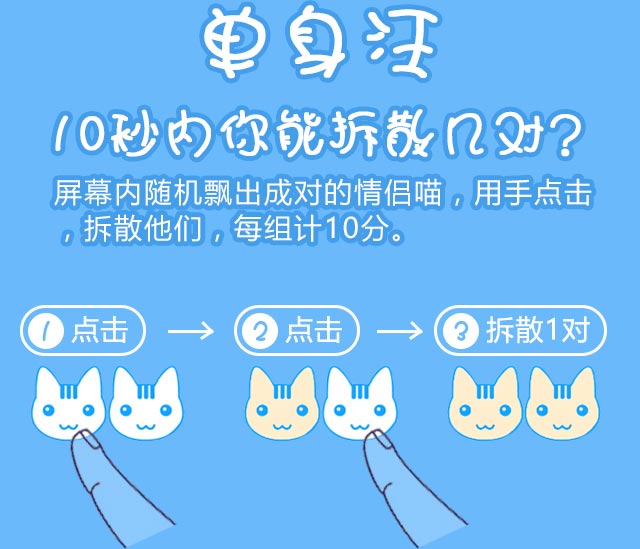 单身汪
10秒内你能拆散几对?
屏幕内随机飘出成对的情侣喵，用手点击
，拆散他们，每组计10分。
1 点击 → 2 点击 → 3 拆散1对